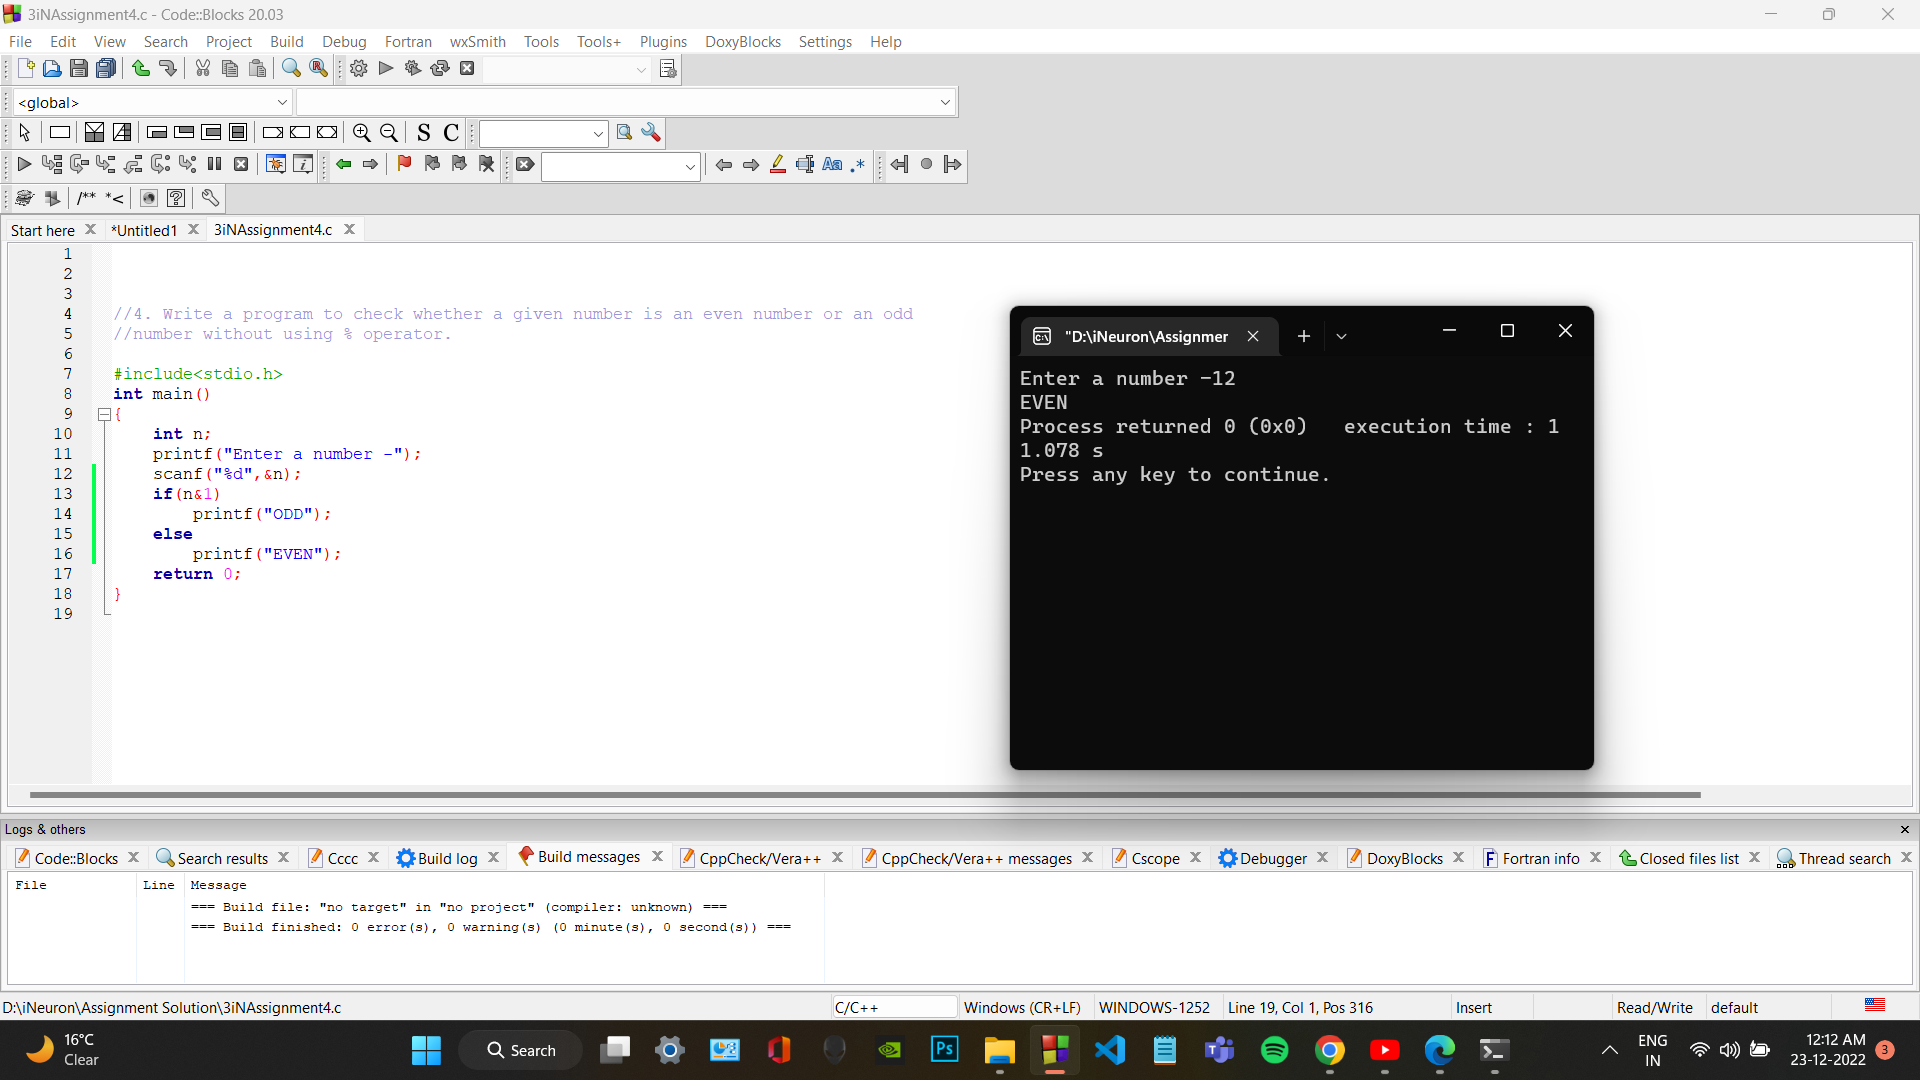 3iNAssignment4.c - Code::Blocks 20.03
File Edit View Search Project Build Debug Fortran wxSmith Tools Tools+ Plugins DoxyBlocks Settings Help
<global>
S C
Aa .*
/** *<
Start here *Untitled1 3iNAssignment4.c
1
2
3
4 //4. Write a program to check whether a given number is an even number or an odd
5 //number without using % operator.
6
7 #include<stdio.h>
8 int main()
9 {
10 int n;
11 printf("Enter a number -");
12 scanf("%d",&n);
13 if(n&1)
14 printf("ODD");
15 else
16 printf("EVEN");
17 return 0;
18 }
19
"D:\iNeuron\Assignmer
Enter a number -12
EVEN
Process returned 0 (0x0)   execution time : 1
1.078 s
Press any key to continue.
Logs & others
Code::Blocks Search results Cccc Build log Build messages CppCheck/Vera++ CppCheck/Vera++ messages Cscope Debugger DoxyBlocks Fortran info Closed files list Thread search
File Line Message
=== Build file: "no target" in "no project" (compiler: unknown) ===
=== Build finished: 0 error(s), 0 warning(s) (0 minute(s), 0 second(s)) ===
D:\iNeuron\Assignment Solution\3iNAssignment4.c C/C++ Windows (CR+LF) WINDOWS-1252 Line 19, Col 1, Pos 316 Insert Read/Write default
16°C
Clear
Search
Ps
ENG
IN
12:12 AM
23-12-2022
3